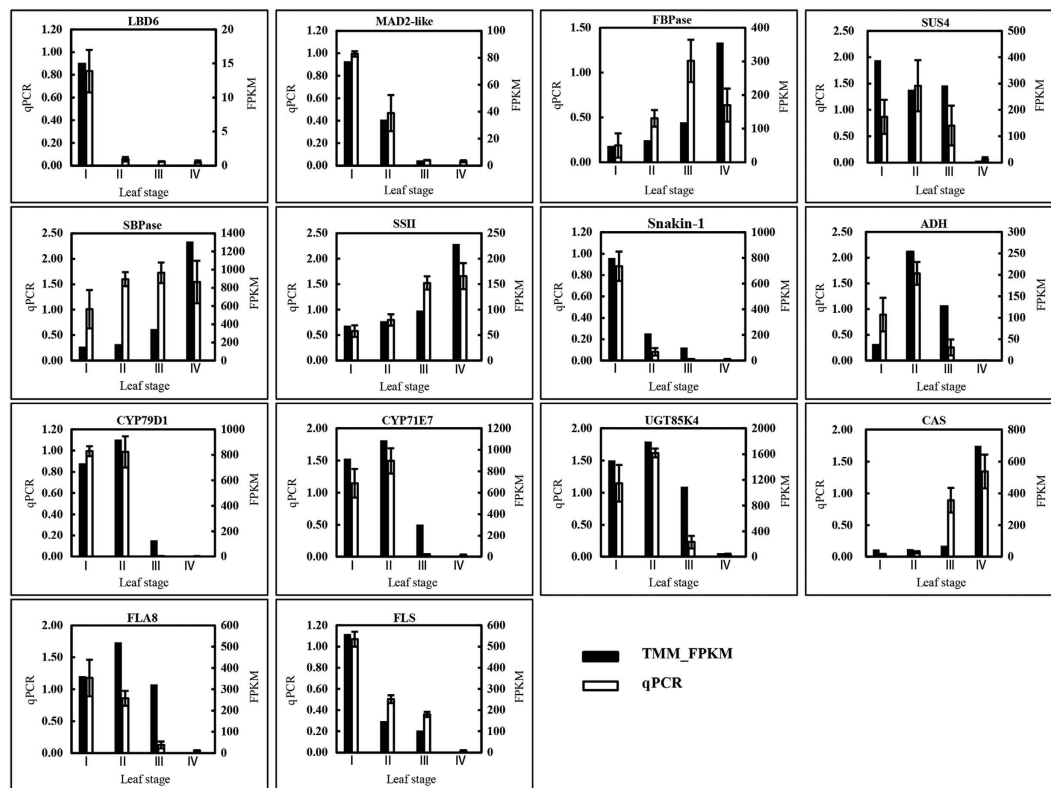 LBD6
1.20 1.00 0.80 0.60 0.40 0.20 0.00
qPCR
20 15 10 5 0
FPKM
I II III IV
Leaf stage
MAD2-like
1.20 1.00 0.80 0.60 0.40 0.20 0.00
qPCR
100 80 60 40 20 0
FPKM
I II III IV
Leaf stage
FBPase
1.50 1.00 0.50 0.00
qPCR
400 300 200 100 0
FPKM
I II III IV
Leaf stage
SUS4
2.50 2.00 1.50 1.00 0.50 0.00
qPCR
500 400 300 200 100 0
FPKM
I II III IV
Leaf stage
SBPase
2.50 2.00 1.50 1.00 0.50 0.00
qPCR
1400 1200 1000 800 600 400 200 0
FPKM
I II III IV
Leaf stage
SSII
2.50 2.00 1.50 1.00 0.50 0.00
qPCR
250 200 150 100 50 0
FPKM
I II III IV
Leaf stage
Snakin-1
1.20 1.00 0.80 0.60 0.40 0.20 0.00
qPCR
1000 800 600 400 200 0
FPKM
I II III IV
Leaf stage
ADH
2.50 2.00 1.50 1.00 0.50 0.00
qPCR
300 250 200 150 100 50 0
FPKM
I II III IV
Leaf stage
CYP79D1
1.20 1.00 0.80 0.60 0.40 0.20 0.00
qPCR
1000 800 600 400 200 0
FPKM
I II III IV
Leaf stage
CYP71E7
2.00 1.50 1.00 0.50 0.00
qPCR
1200 1000 800 600 400 200 0
FPKM
I II III IV
Leaf stage
UGT85K4
2.00 1.50 1.00 0.50 0.00
qPCR
2000 1600 1200 800 400 0
FPKM
I II III IV
Leaf stage
CAS
2.00 1.50 1.00 0.50 0.00
qPCR
800 600 400 200 0
FPKM
I II III IV
Leaf stage
FLA8
2.00 1.50 1.00 0.50 0.00
qPCR
600 500 400 300 200 100 0
FPKM
I II III IV
Leaf stage
FLS
1.20 1.00 0.80 0.60 0.40 0.20 0.00
qPCR
600 500 400 300 200 100 0
FPKM
I II III IV
Leaf stage
TMM_FPKM
qPCR